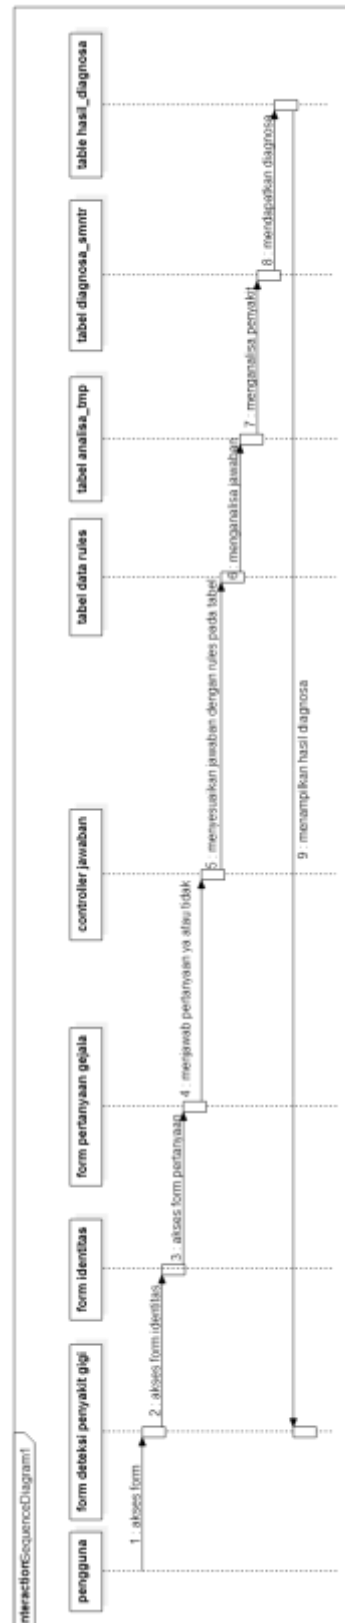 interactionSequenceDiagram1
pengguna
form deteksi penyakit gigi
form identitas
form pertanyaan gejala
controller jawaban
tabel data rules
tabel analisa_tmp
tabel diagnosa_smntr
table hasil_diagnosa
1 : akses form
2 : akses form identitas
3 : akses form pertanyaan
4 : menjawab pertanyaan ya atau tidak
5 : menyesuaikan jawaban dengan rules pada tabel
6 : menganalisa jawaban
7 : menganalisa penyakit
8 : mendapatkan diagnosa
9 : menampilkan hasil diagnosa